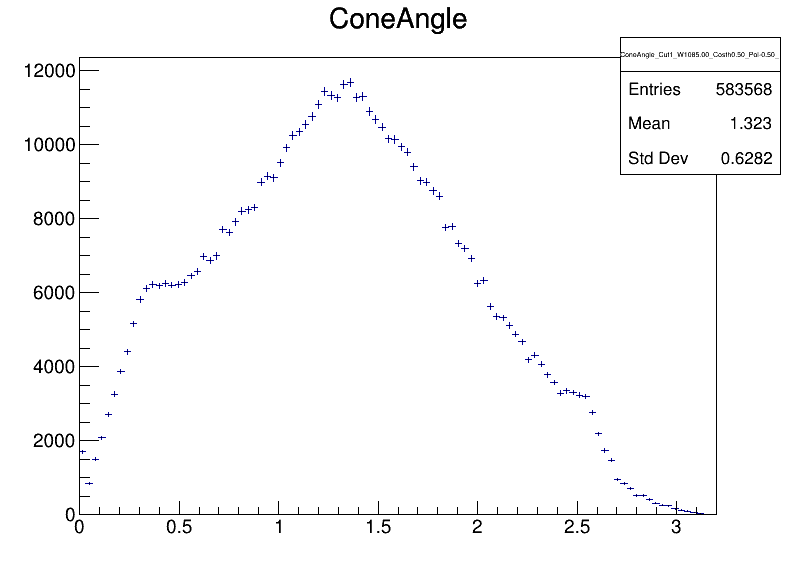 ConeAngle
ConeAngle_Cut1_W1085.00_Costh0.50_Pol-0.50_
Entries 583568
Mean 1.323
Std Dev 0.6282
12000
10000
8000
6000
4000
2000
0
0 0.5 1 1.5 2 2.5 3